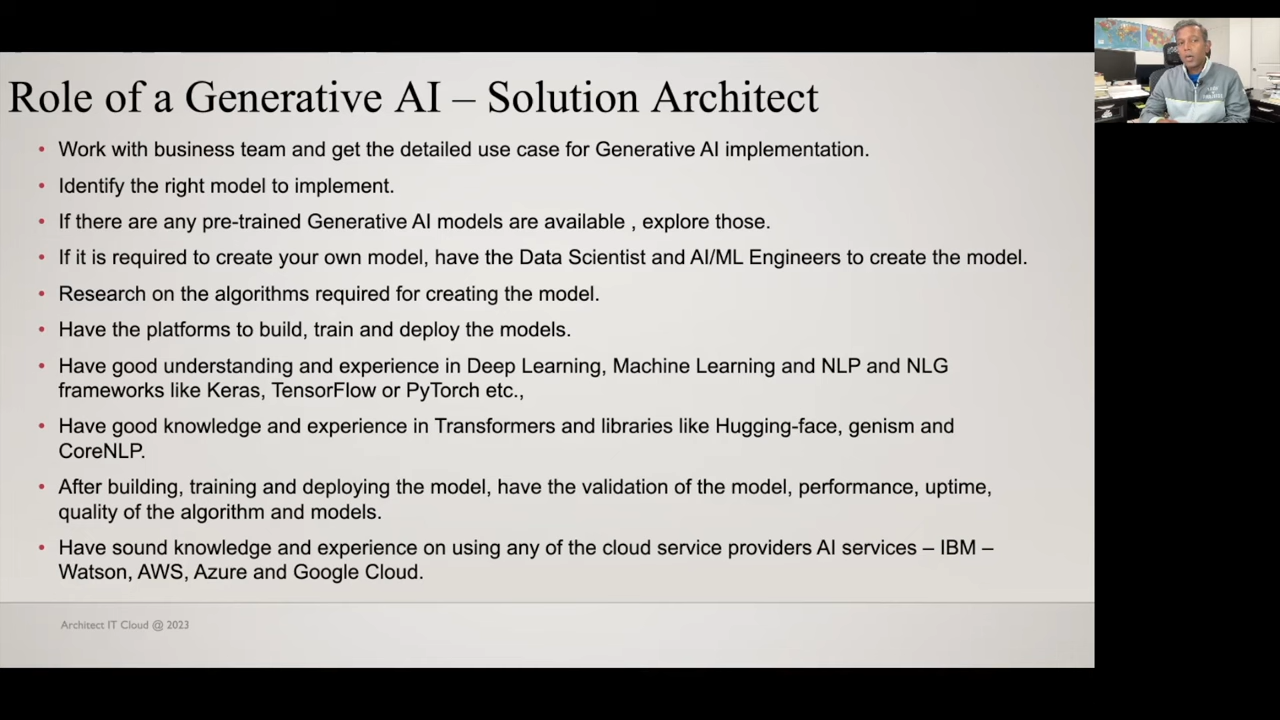 Role of a Generative AI – Solution Architect
• Work with business team and get the detailed use case for Generative AI implementation.
• Identify the right model to implement.
• If there are any pre-trained Generative AI models are available , explore those.
• If it is required to create your own model, have the Data Scientist and AI/ML Engineers to create the model.
• Research on the algorithms required for creating the model.
• Have the platforms to build, train and deploy the models.
• Have good understanding and experience in Deep Learning, Machine Learning and NLP and NLG
frameworks like Keras, TensorFlow or PyTorch etc.,
• Have good knowledge and experience in Transformers and libraries like Hugging-face, genism and
CoreNLP.
• After building, training and deploying the model, have the validation of the model, performance, uptime,
quality of the algorithm and models.
• Have sound knowledge and experience on using any of the cloud service providers AI services – IBM –
Watson, AWS, Azure and Google Cloud.
Architect IT Cloud @ 2023